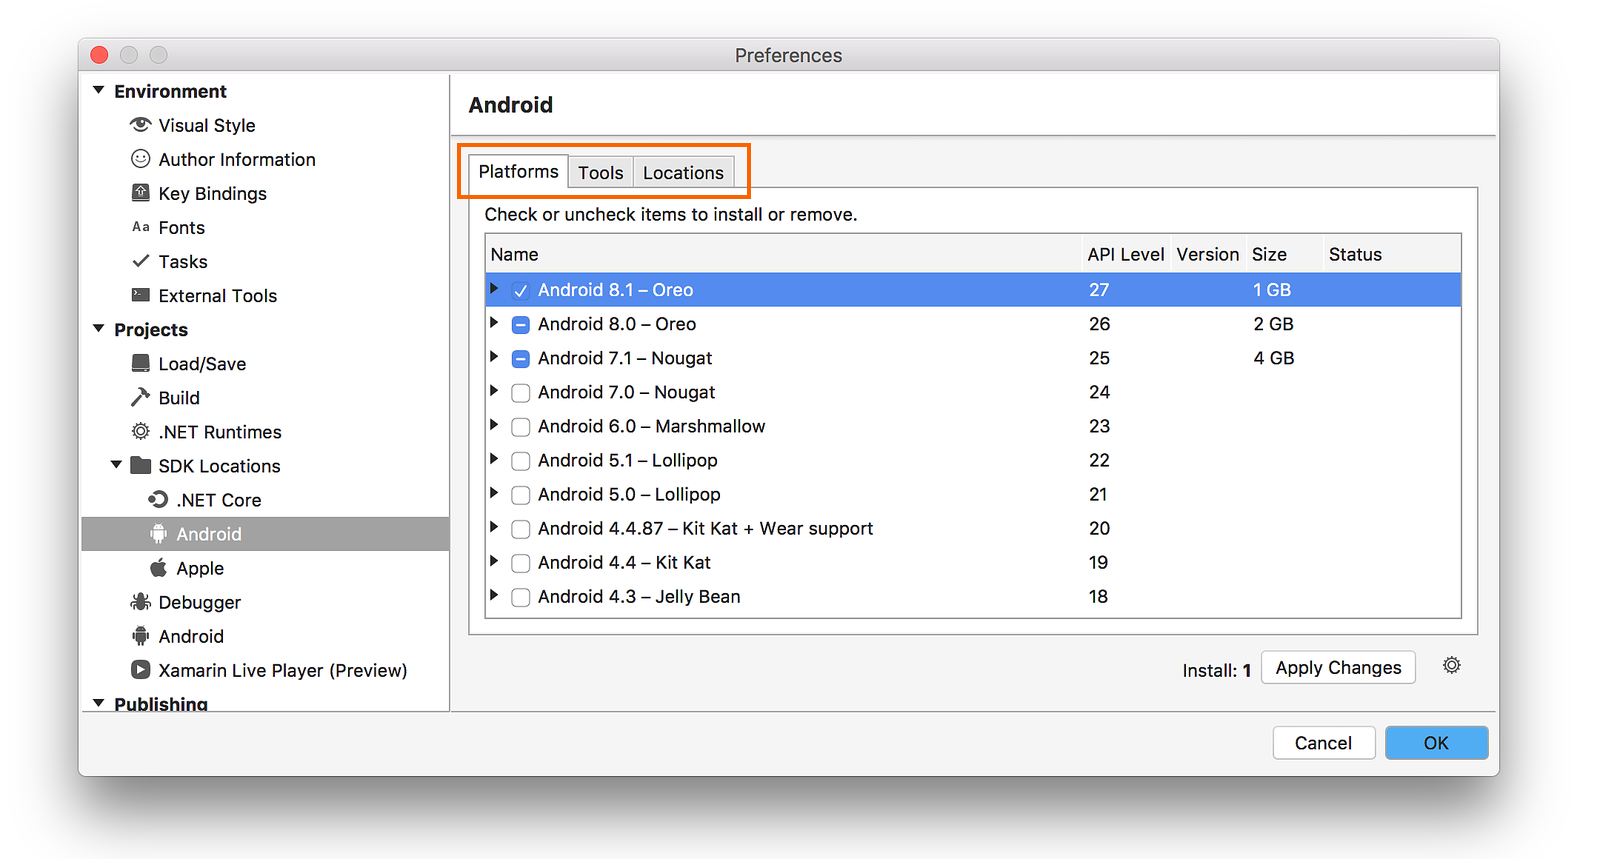 Preferences
Environment
Visual Style
Author Information
Key Bindings
Aa Fonts
Tasks
External Tools
Projects
Load/Save
Build
.NET Runtimes
SDK Locations
.NET Core
Android
Apple
Debugger
Android
Xamarin Live Player (Preview)
Publishing
Android
Platforms Tools Locations
Check or uncheck items to install or remove.
Name API Level Version Size Status
Android 8.1 – Oreo 27 1 GB
Android 8.0 – Oreo 26 2 GB
Android 7.1 – Nougat 25 4 GB
Android 7.0 – Nougat 24
Android 6.0 – Marshmallow 23
Android 5.1 – Lollipop 22
Android 5.0 – Lollipop 21
Android 4.4.87 – Kit Kat + Wear support 20
Android 4.4 – Kit Kat 19
Android 4.3 – Jelly Bean 18
Install: 1 Apply Changes
Cancel OK